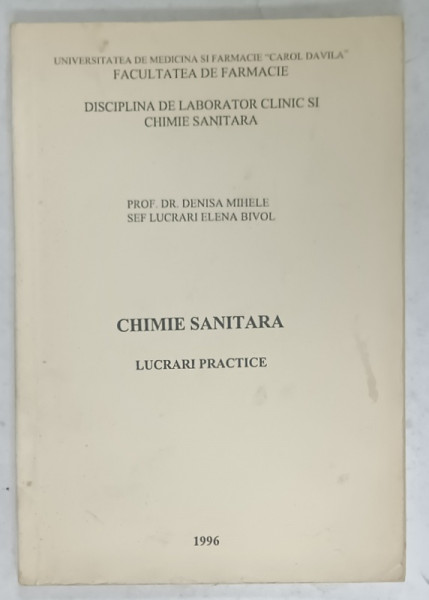 UNIVERSITATEA DE MEDICINA SI FARMACIE "CAROL DAVILA"
FACULTATEA DE FARMACIE
DISCIPLINA DE LABORATOR CLINIC SI
CHIMIE SANITARA
PROF. DR. DENISA MIHELE
SEF LUCRARI ELENA BIVOL
CHIMIE SANITARA
LUCRARI PRACTICE
1996